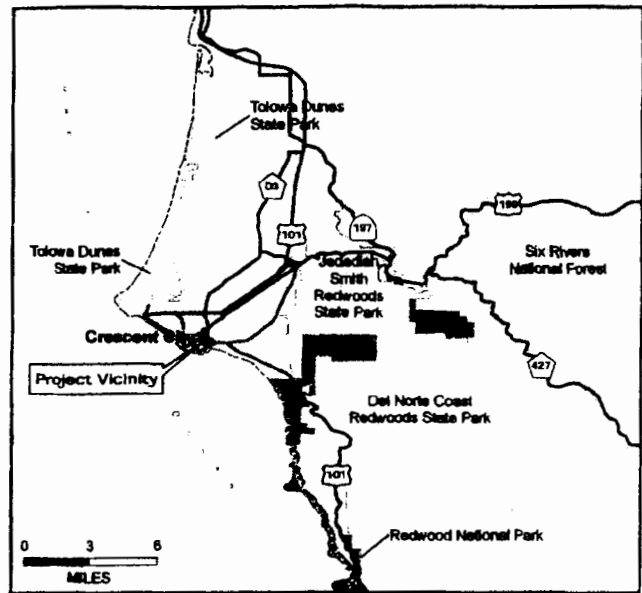 Tolowa Dunes
State Park
D3
101
197
199
Tolowa Dunes
State Park
Jedediah
Smith
Redwoods
State Park
Six Rivers
National Forest
Crescent
Project Vicinity
427
Del Norte Coast
Redwoods State Park
101
Redwood National Park
0 3 6
MILES